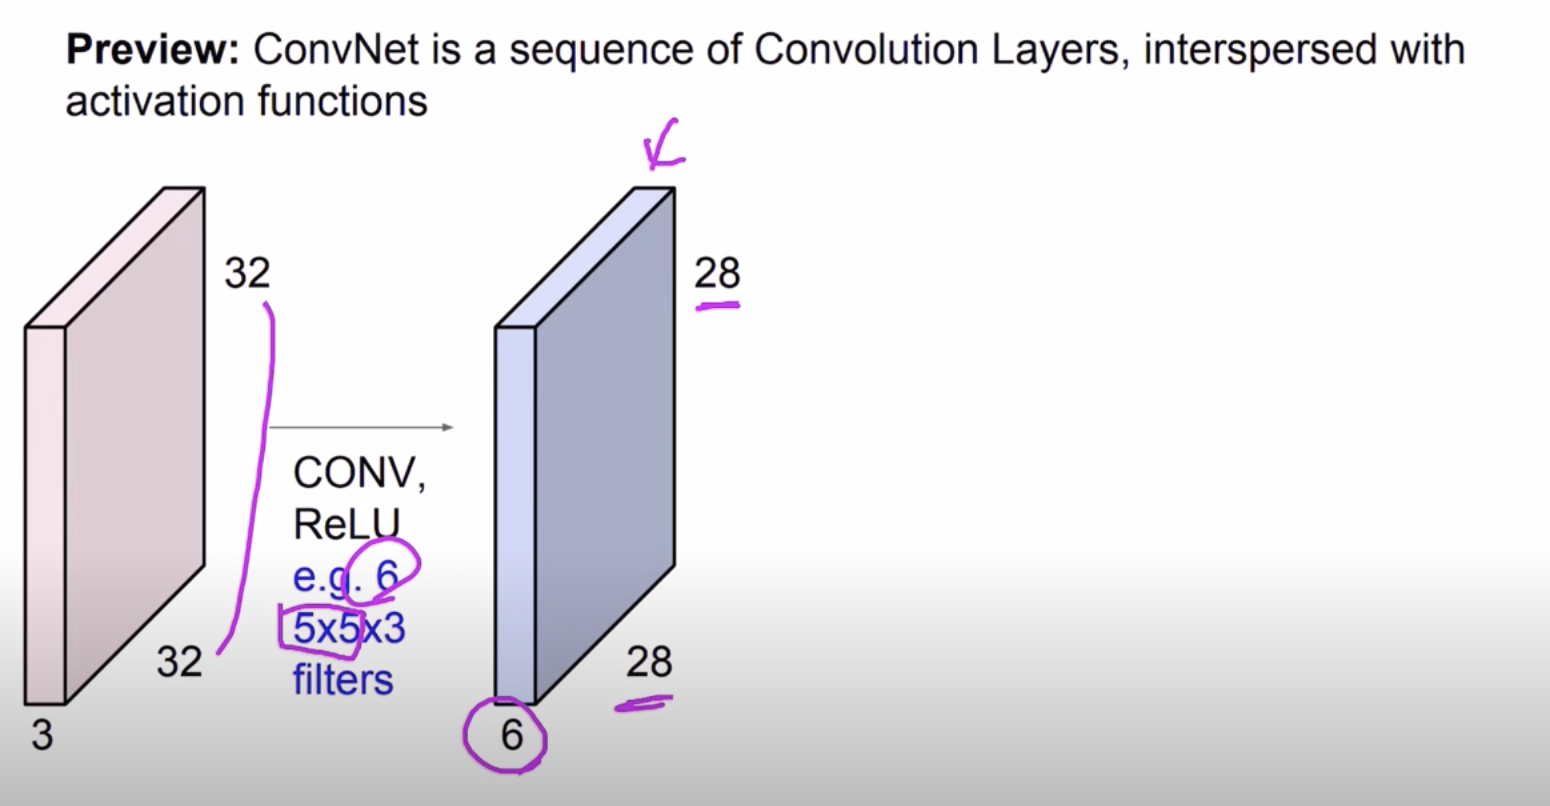 Preview: ConvNet is a sequence of Convolution Layers, interspersed with
activation functions
32
28
CONV,
ReLU
e.g. 6
5x5x3
filters
32
28
3
6